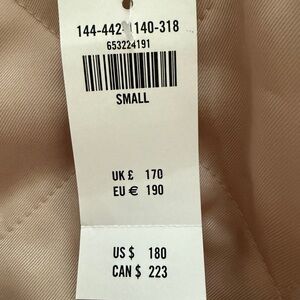 144-442-1140-318
653224191
SMALL
UK £ 170
EU € 190
US $ 180
CAN $ 223